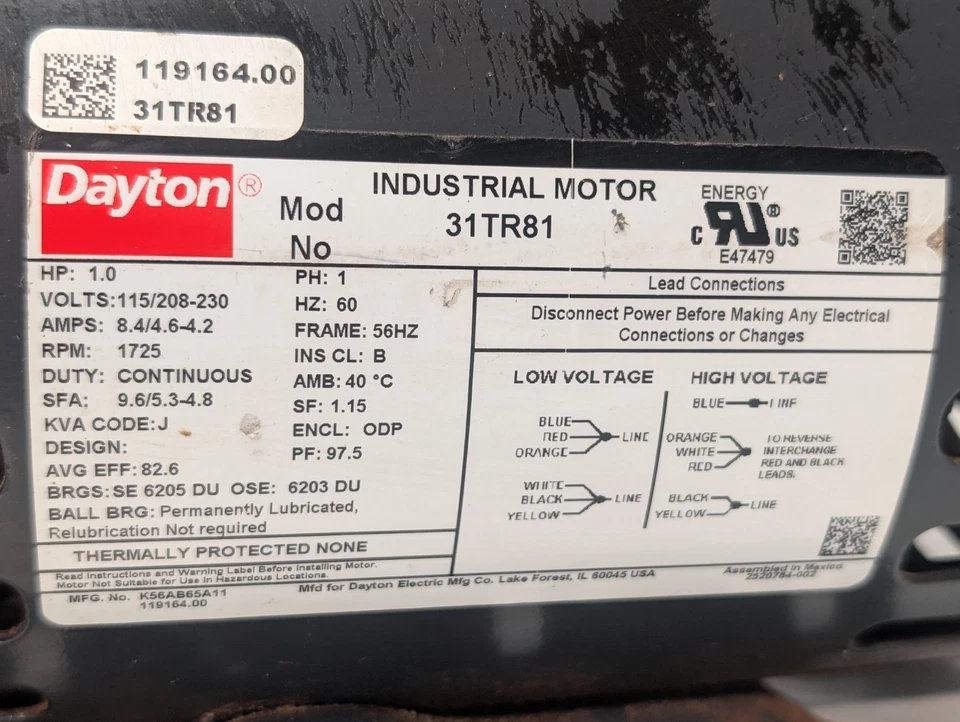 119164.00
31TR81
Dayton®
INDUSTRIAL MOTOR
Mod
No
31TR81
ENERGY
C RU® US
E47479
HP: 1.0
VOLTS:115/208-230
AMPS: 8.4/4.6-4.2
RPM: 1725
DUTY: CONTINUOUS
SFA: 9.6/5.3-4.8
KVA CODE:J
DESIGN:
AVG EFF: 82.6
PH: 1
HZ: 60
FRAME: 56HZ
INS CL: B
AMB: 40 °C
SF: 1.15
ENCL: ODP
PF: 97.5
BRGS: SE 6205 DU OSE: 6203 DU
BALL BRG: Permanently Lubricated,
Relubrication Not required
THERMALLY PROTECTED NONE
Read Instructions and Warning Label Before Installing Motor.
Motor Not Suitable for Use in Hazardous Locations.
MFG. No. K56AB65A11
119164.00
Lead Connections
Disconnect Power Before Making Any Electrical
Connections or Changes
LOW VOLTAGE
BLUE
RED LINE
ORANGE
WHITE
BLACK LINE
YELLOW
HIGH VOLTAGE
BLUE LINE
ORANGE
WHITE
RED
TO REVERSE
INTERCHANGE
RED AND BLACK
LEADS.
BLACK LINE
YELLOW
Mfd for Dayton Electric Mfg Co. Lake Forest, IL 60045 USA
Assembled in Mexico
2520764-002